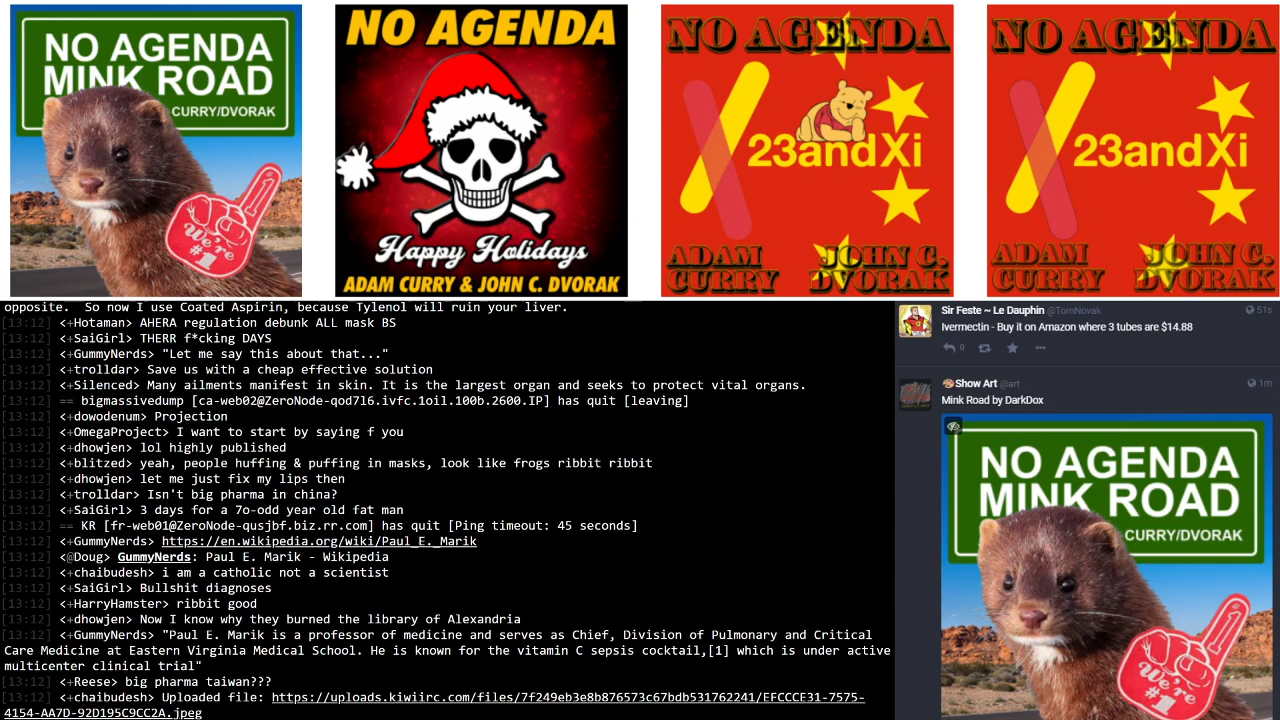 NO AGENDA
MINK ROAD
CURRY/DVORAK
We're
#1
1
NO AGENDA
Happy Holidays
ADAM CURRY & JOHN C. DVORAK
NO AGENDA
23andXi
ADAM CURRY
JOHN C. DVORAK
NO AGENDA
23andXi
ADAM CURRY
JOHN C. DVORAK
opposite.  So now I use Coated Aspirin, because Tylenol will ruin your liver.
[13:12] <+Hotaman> AHERA regulation debunk ALL mask BS
[13:12] <+SaiGirl> THERR f*cking DAYS
[13:12] <+GummyNerds> "Let me say this about that..."
[13:12] <+trolldar> Save us with a cheap effective solution
[13:12] <+Silenced> Many ailments manifest in skin. It is the largest organ and seeks to protect vital organs.
[13:12] == bigmassivedump [ca-web02@ZeroNode-qod7l6.ivfc.1oil.100b.2600.IP] has quit [leaving]
[13:12] <+dowodenum> Projection
[13:12] <+OmegaProject> I want to start by saying f you
[13:12] <+dhowjen> lol highly published
[13:12] <+blitzed> yeah, people huffing & puffing in masks, look like frogs ribbit ribbit
[13:12] <+dhowjen> let me just fix my lips then
[13:12] <+trolldar> Isn't big pharma in china?
[13:12] <+SaiGirl> 3 days for a 7o-odd year old fat man
[13:12] == KR [fr-web01@ZeroNode-qusjbf.biz.rr.com] has quit [Ping timeout: 45 seconds]
[13:12] <+GummyNerds> https://en.wikipedia.org/wiki/Paul_E._Marik
[13:12] <@Doug> GummyNerds: Paul E. Marik - Wikipedia
[13:12] <+chaibudesh> i am a catholic not a scientist
[13:12] <+SaiGirl> Bullshit diagnoses
[13:12] <+HarryHamster> ribbit good
[13:12] <+dhowjen> Now I know why they burned the library of Alexandria
[13:12] <+GummyNerds> "Paul E. Marik is a professor of medicine and serves as Chief, Division of Pulmonary and Critical
Care Medicine at Eastern Virginia Medical School. He is known for the vitamin C sepsis cocktail,[1] which is under active
multicenter clinical trial"
[13:12] <+Reese> big pharma taiwan???
[13:12] <+chaibudesh> Uploaded file: https://uploads.kiwiirc.com/files/7f249eb3e8b876573c67bdb531762241/EFCCCE31-7575-
4154-AA7D-92D195C9CC2A.jpeg
Sir Feste ~ Le Dauphin @TomNovak 51s
Ivermectin - Buy it on Amazon where 3 tubes are $14.88
0
Show Art @art 1m
Mink Road by DarkDox
NO AGENDA
MINK ROAD
CURRY/DVORAK
We're
#1
1